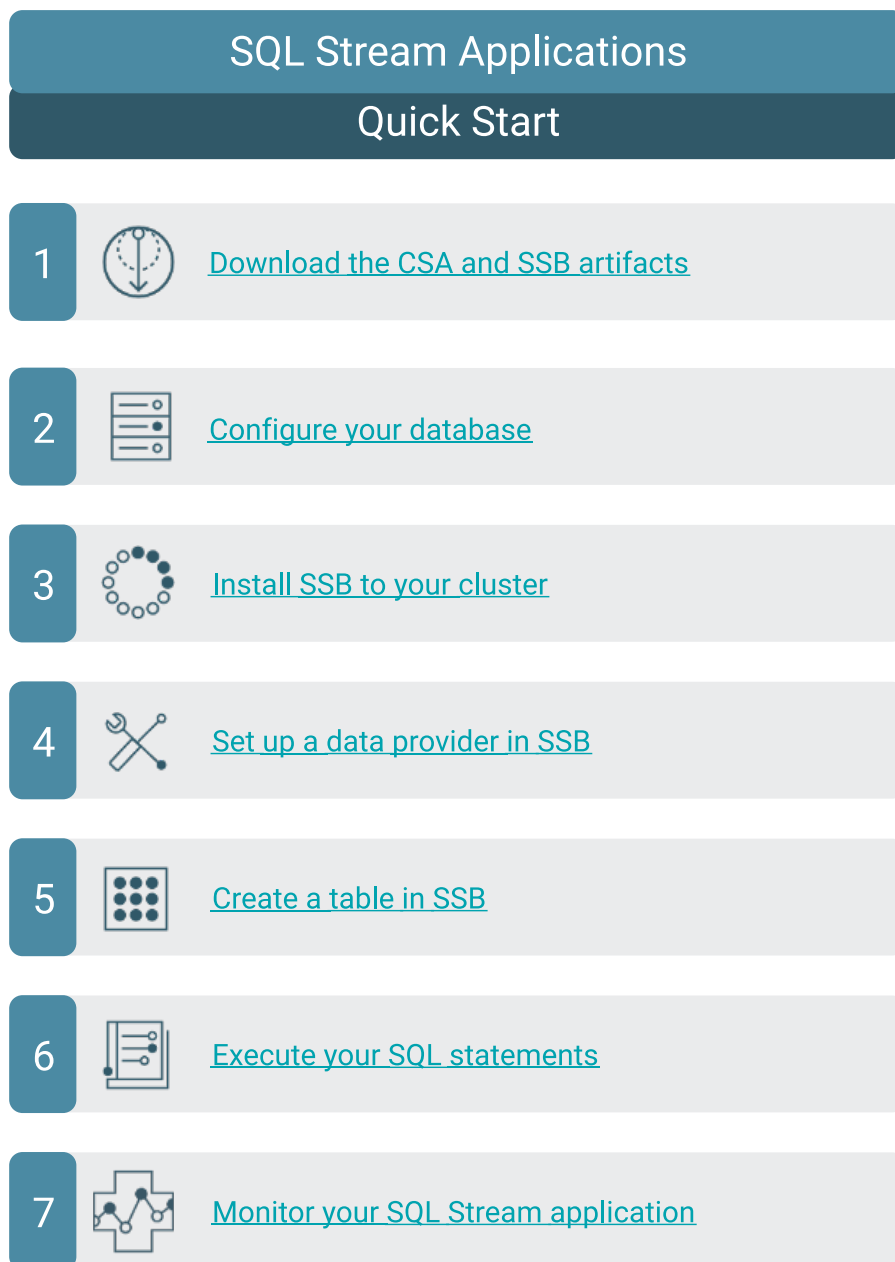 SQL Stream Applications
Quick Start
1 Download the CSA and SSB artifacts
2 Configure your database
3 Install SSB to your cluster
4 Set up a data provider in SSB
5 Create a table in SSB
6 Execute your SQL statements
7 Monitor your SQL Stream application